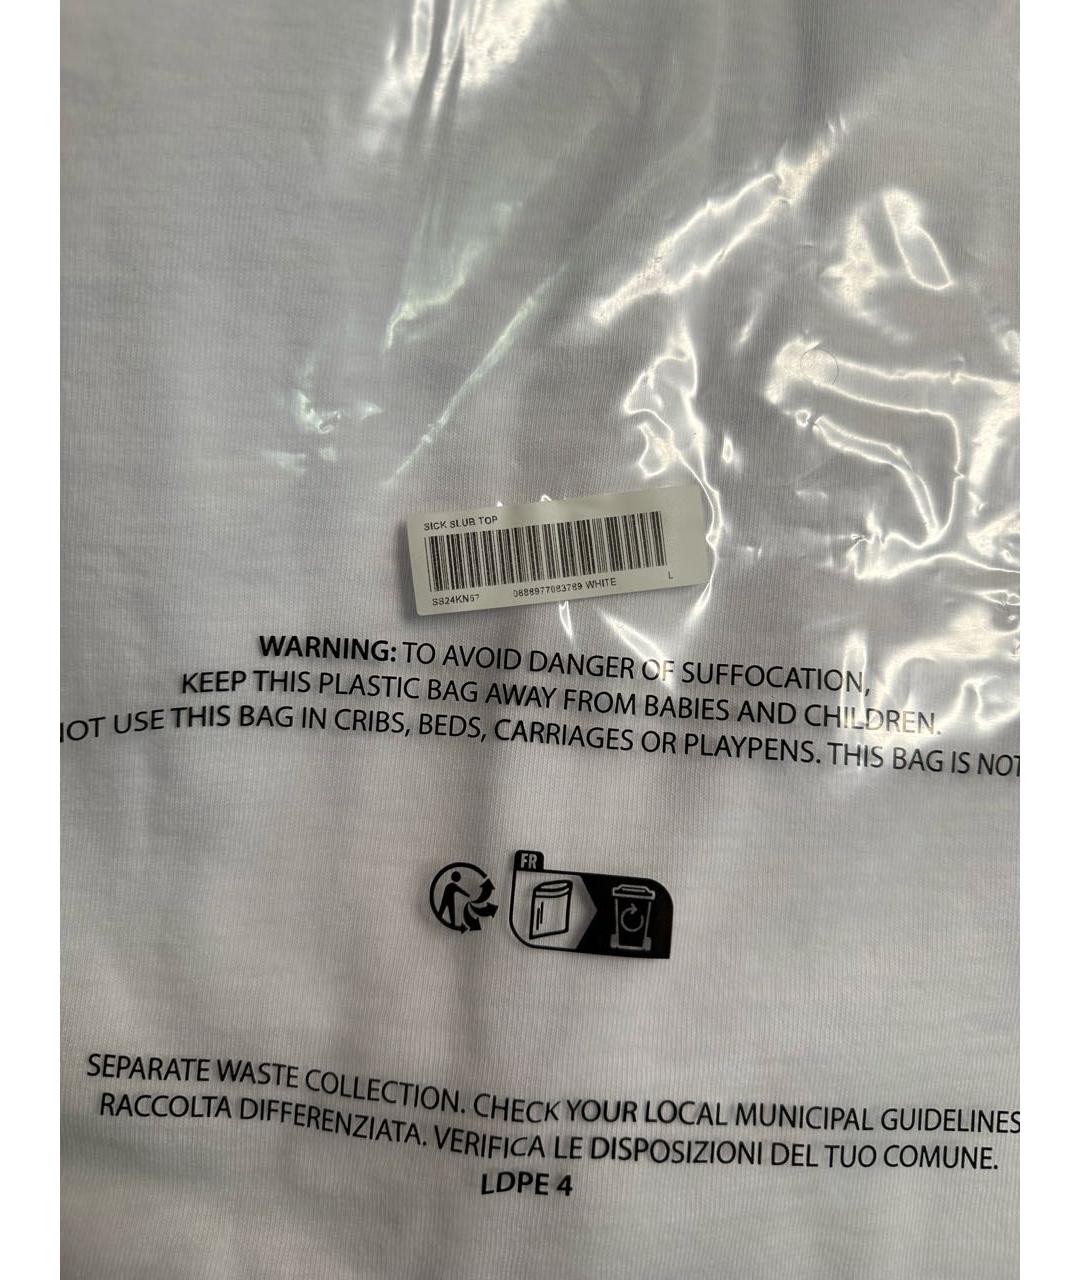 SICK SLUB TOP
SS24KN67 0888977083789 WHITE L
WARNING: TO AVOID DANGER OF SUFFOCATION,
KEEP THIS PLASTIC BAG AWAY FROM BABIES AND CHILDREN.
NOT USE THIS BAG IN CRIBS, BEDS, CARRIAGES OR PLAYPENS. THIS BAG IS NOT
FR
SEPARATE WASTE COLLECTION. CHECK YOUR LOCAL MUNICIPAL GUIDELINES
RACCOLTA DIFFERENZIATA. VERIFICA LE DISPOSIZIONI DEL TUO COMUNE.
LDPE 4